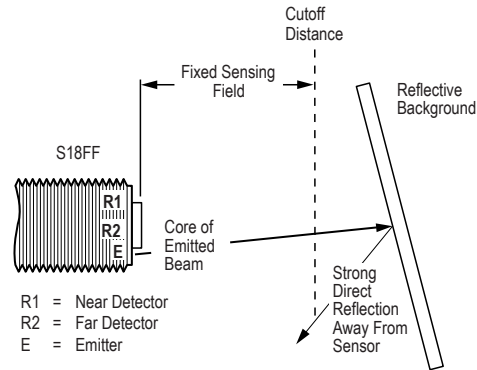 Cutoff
Distance
Fixed Sensing
Field
Reflective
Background
S18FF
R1
R2
E
Core of
Emitted
Beam
Strong
Direct
Reflection
Away From
Sensor
R1 = Near Detector
R2 = Far Detector
E = Emitter